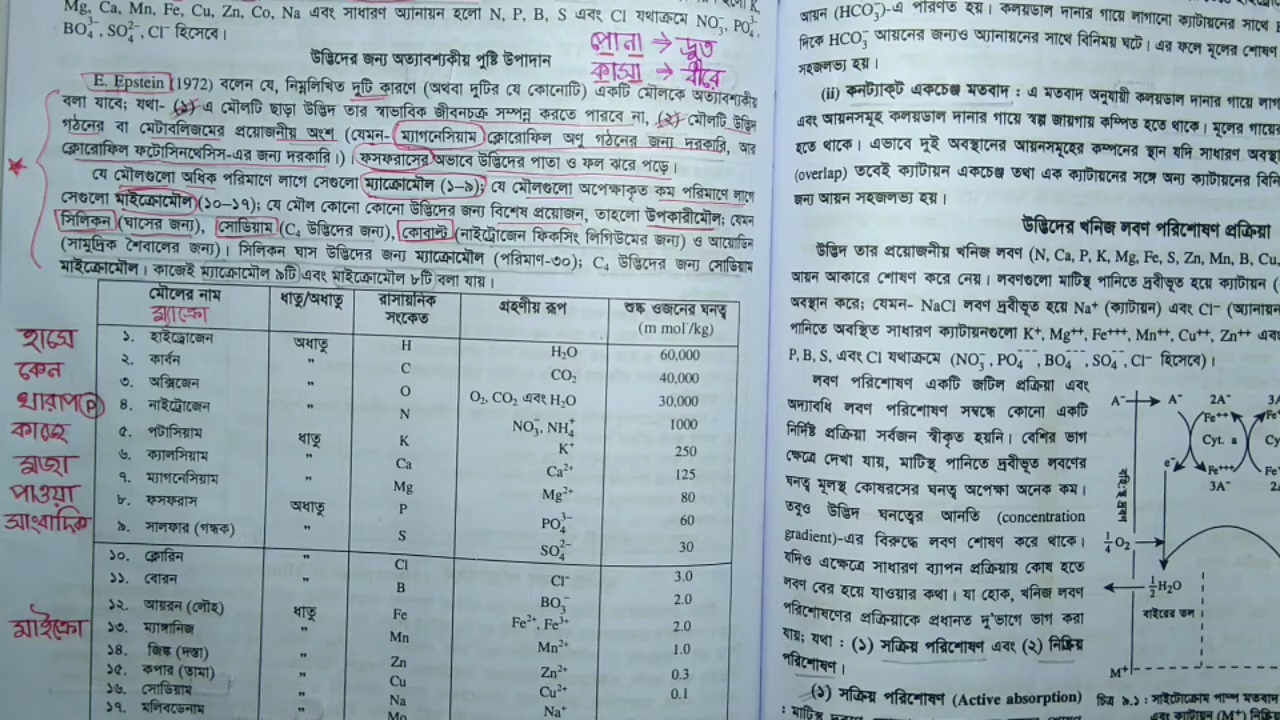 Mg, Ca, Mn, Fe, Cu, Zn, Co, Na এবং সাধারণ অ্যানায়ন হলো N, P, B, S এবং Cl যথাক্রমে NO₃⁻, PO₄³⁻,
BO₄⁻, SO₄²⁻, Cl⁻ হিসেবে।
পোনা → দ্রুত
কাসা → ধীরে
উদ্ভিদের জন্য অত্যাবশ্যকীয় পুষ্টি উপাদান
E. Epstein (1972) বলেন যে, নিম্নলিখিত দুটি কারণে (অথবা দুটির যে কোনোটি) একটি মৌলকে অত্যাবশ্যকীয়
বলা যাবে; যথা- (১) এ মৌলটি ছাড়া উদ্ভিদ তার স্বাভাবিক জীবনচক্র সম্পন্ন করতে পারবে না, (২) মৌলটি উদ্ভিদ
গঠনের বা মেটাবলিজমের প্রয়োজনীয় অংশ (যেমন- ম্যাগনেসিয়াম ক্লোরোফিল অণু গঠনের জন্য দরকারি, আর
ক্লোরোফিল ফটোসিনথেসিস-এর জন্য দরকারি।) ফসফরাসের অভাবে উদ্ভিদের পাতা ও ফল ঝরে পড়ে।
যে মৌলগুলো অধিক পরিমাণে লাগে সেগুলো ম্যাক্রোমৌল (১-৯); যে মৌলগুলো অপেক্ষাকৃত কম পরিমাণে লাগে
সেগুলো মাইক্রোমৌল (১০-১৭); যে মৌল কোনো কোনো উদ্ভিদের জন্য বিশেষ প্রয়োজন, তাহলো উপকারীমৌল; যেমন
সিলিকন (ঘাসের জন্য), সোডিয়াম (C₄ উদ্ভিদের জন্য), কোবাল্ট (নাইট্রোজেন ফিকসিং লিগিউমের জন্য) ও আয়োডিন
(সামুদ্রিক শৈবালের জন্য)। সিলিকন ঘাস উদ্ভিদের জন্য ম্যাক্রোমৌল (পরিমাণ-৩০); C₄ উদ্ভিদের জন্য সোডিয়াম
মাইক্রোমৌল। কাজেই ম্যাক্রোমৌল ৯টি এবং মাইক্রোমৌল ৮টি বলা যায়।
মৌলের নাম ধাতু/অধাতু রাসায়নিক সংকেত গ্রহণীয় রূপ শুষ্ক ওজনের ঘনত্ব (m mol/kg)
ম্যাক্রো
হাসে ১. হাইড্রোজেন অধাতু H H₂O 60,000
কেন ২. কার্বন " C CO₂ 40,000
৩. অক্সিজেন " O O₂, CO₂ এবং H₂O 30,000
খারাপ (P) ৪. নাইট্রোজেন " N NO₃⁻, NH₄⁺ 1000
কাছে ৫. পটাসিয়াম ধাতু K K⁺ 250
৬. ক্যালসিয়াম " Ca Ca²⁺ 125
মজা ৭. ম্যাগনেসিয়াম " Mg Mg²⁺ 80
পাওয়া ৮. ফসফরাস অধাতু P PO₄³⁻ 60
সাংবাদিক ৯. সালফার (গন্ধক) " S SO₄²⁻ 30
১০. ক্লোরিন " Cl Cl⁻ 3.0
১১. বোরন " B BO₃⁻ 2.0
মাইক্রো ১২. আয়রন (লৌহ) ধাতু Fe Fe²⁺, Fe³⁺ 2.0
১৩. ম্যাঙ্গানিজ " Mn Mn²⁺ 1.0
১৪. জিঙ্ক (দস্তা) " Zn Zn²⁺ 0.3
১৫. কপার (তামা) " Cu Cu²⁺ 0.1
১৬. সোডিয়াম " Na Na⁺
১৭. মলিবডেনাম " Mo
আয়ন (HCO₃⁻)-এ পরিণত হয়। কলয়ডাল দানার গায়ে লাগানো ক্যাটায়নের সাথে
দিকে HCO₃⁻ আয়নের জন্যও অ্যানায়নের সাথে বিনিময় ঘটে। এর ফলে মূলের শোষণ
সহজলভ্য হয়।
(ii) কনট্যাক্ট একচেঞ্জ মতবাদ : এ মতবাদ অনুযায়ী কলয়ডাল দানার গায়ে
এবং আয়নসমূহ কলয়ডাল দানার গায়ে স্বল্প জায়গায় কম্পিত হতে থাকে। মূলের গায়ে
হতে থাকে। এভাবে দুই অবস্থানের আয়নসমূহের কম্পনের স্থান যদি সাধারণ
(overlap) তবেই ক্যাটায়ন একচেঞ্জ তথা এক ক্যাটায়নের সঙ্গে অন্য ক্যাটায়নের
জন্য আয়ন সহজলভ্য হয়।
উদ্ভিদের খনিজ লবণ পরিশোষণ প্রক্রিয়া
উদ্ভিদ তার প্রয়োজনীয় খনিজ লবণ (N, Ca, P, K, Mg, Fe, S, Zn, Mn, B, Cu,
আয়ন আকারে শোষণ করে নেয়। লবণগুলো মাটিস্থ পানিতে দ্রবীভূত হয়ে ক্যাটায়ন (
অবস্থান করে; যেমন- NaCl লবণ দ্রবীভূত হয়ে Na⁺ (ক্যাটায়ন) এবং Cl⁻ (অ্যানায়ন
পানিতে অবস্থিত সাধারণ ক্যাটায়নগুলো K⁺, Mg⁺⁺, Fe⁺⁺⁺, Mn⁺⁺, Cu⁺⁺, Zn⁺⁺
P, B, S, এবং Cl যথাক্রমে (NO₃⁻, PO₄⁻⁻⁻, BO₄⁻⁻⁻, SO₄⁻⁻, Cl⁻ হিসেবে)।
লবণ পরিশোষণ একটি জটিল প্রক্রিয়া এবং
অদ্যাবধি লবণ পরিশোষণ সম্বন্ধে কোনো একটি
নির্দিষ্ট প্রক্রিয়া সর্বজন স্বীকৃত হয়নি। বেশির ভাগ
ক্ষেত্রে দেখা যায়, মাটিস্থ পানিতে দ্রবীভূত লবণের
ঘনত্ব মূলস্থ কোষরসের ঘনত্ব অপেক্ষা অনেক কম।
তবুও উদ্ভিদ ঘনত্বের আনতি (concentration
gradient)-এর বিরুদ্ধে লবণ শোষণ করে থাকে।
যদিও এক্ষেত্রে সাধারণ ব্যাপন প্রক্রিয়ায় কোষ হতে
লবণ বের হয়ে যাওয়ার কথা। যা হোক, খনিজ লবণ
পরিশোষণের প্রক্রিয়াকে প্রধানত দু'ভাগে ভাগ করা
যায়; যথা : (১) সক্রিয় পরিশোষণ এবং (২) নিষ্ক্রিয়
পরিশোষণ।
(১) সক্রিয় পরিশোষণ (Active absorption)
A⁻ A⁻ 2A⁻
Fe⁺⁺ Fe⁺⁺
Cyt. a Cyt.
e⁻ Fe⁺⁺⁺ Fe⁺⁺
3A⁻
¼O₂
½H₂O
বাইরের তল
M⁺
চিত্র ৯.১ : সাইটোক্রোম পাম্প মতবাদ
এবং ক্যাটায়ন (M⁺) নিষ্ক্রিয়